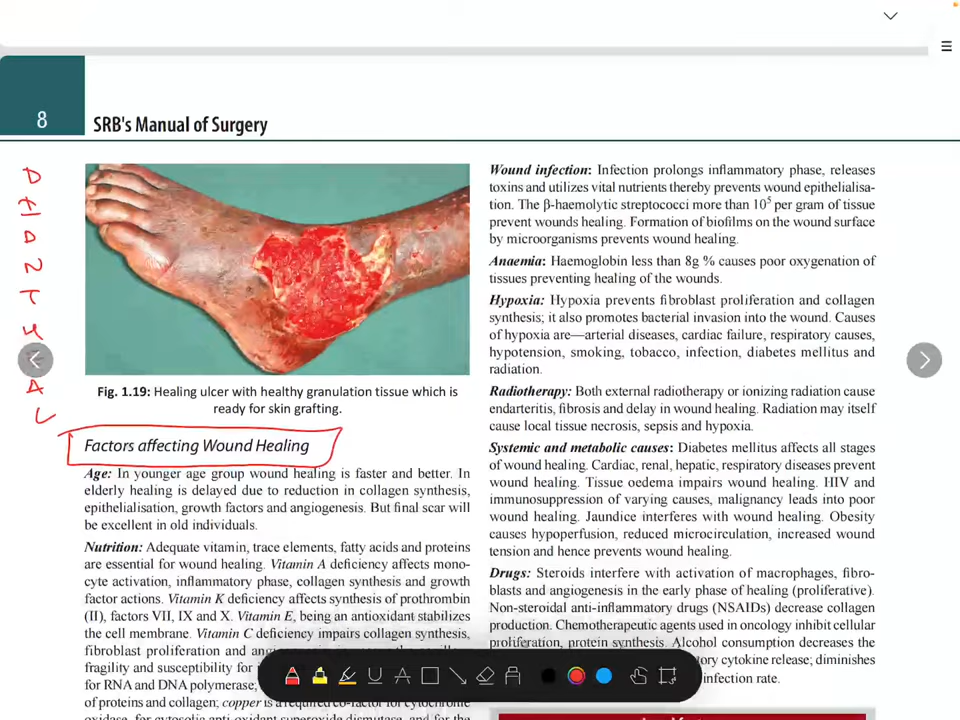 8
SRB's Manual of Surgery
D
H
D
N
T
H
E
A
L
Fig. 1.19: Healing ulcer with healthy granulation tissue which is
ready for skin grafting.
Factors affecting Wound Healing
Age: In younger age group wound healing is faster and better. In
elderly healing is delayed due to reduction in collagen synthesis,
epithelialisation, growth factors and angiogenesis. But final scar will
be excellent in old individuals.
Nutrition: Adequate vitamin, trace elements, fatty acids and proteins
are essential for wound healing. Vitamin A deficiency affects mono-
cyte activation, inflammatory phase, collagen synthesis and growth
factor actions. Vitamin K deficiency affects synthesis of prothrombin
(II), factors VII, IX and X. Vitamin E, being an antioxidant stabilizes
the cell membrane. Vitamin C deficiency impairs collagen synthesis,
fibroblast proliferation and
fragility and susceptibility for
for RNA and DNA polymerase;
of proteins and collagen; copper is a required co-factor for cytochrome
oxidase, for cytosolic anti-oxidant superoxide dismutase, and for the
Wound infection: Infection prolongs inflammatory phase, releases
toxins and utilizes vital nutrients thereby prevents wound epithelialisa-
tion. The β-haemolytic streptococci more than 10⁵ per gram of tissue
prevent wounds healing. Formation of biofilms on the wound surface
by microorganisms prevents wound healing.
Anaemia: Haemoglobin less than 8g % causes poor oxygenation of
tissues preventing healing of the wounds.
Hypoxia: Hypoxia prevents fibroblast proliferation and collagen
synthesis; it also promotes bacterial invasion into the wound. Causes
of hypoxia are—arterial diseases, cardiac failure, respiratory causes,
hypotension, smoking, tobacco, infection, diabetes mellitus and
radiation.
Radiotherapy: Both external radiotherapy or ionizing radiation cause
endarteritis, fibrosis and delay in wound healing. Radiation may itself
cause local tissue necrosis, sepsis and hypoxia.
Systemic and metabolic causes: Diabetes mellitus affects all stages
of wound healing. Cardiac, renal, hepatic, respiratory diseases prevent
wound healing. Tissue oedema impairs wound healing. HIV and
immunosuppression of varying causes, malignancy leads into poor
wound healing. Jaundice interferes with wound healing. Obesity
causes hypoperfusion, reduced microcirculation, increased wound
tension and hence prevents wound healing.
Drugs: Steroids interfere with activation of macrophages, fibro-
blasts and angiogenesis in the early phase of healing (proliferative).
Non-steroidal anti-inflammatory drugs (NSAIDs) decrease collagen
production. Chemotherapeutic agents used in oncology inhibit cellular
proliferation, protein synthesis. Alcohol consumption decreases the
cytokine release; diminishes
infection rate.